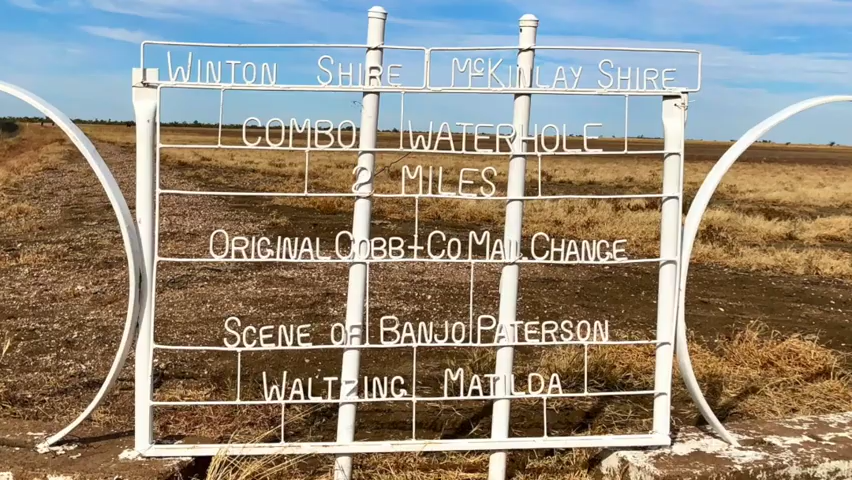 WINTON SHIRE McKINLAY SHIRE
COMBO WATERHOLE
2 MILES
ORIGINAL COBB+CO MAIL CHANGE
SCENE OF BANJO PATERSON
WALTZING MATILDA